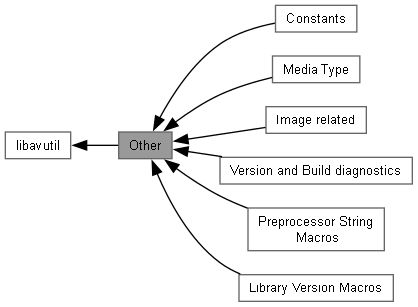 Constants
Media Type
Image related
libavutil
Other
Version and Build diagnostics
Preprocessor String
Macros
Library Version Macros